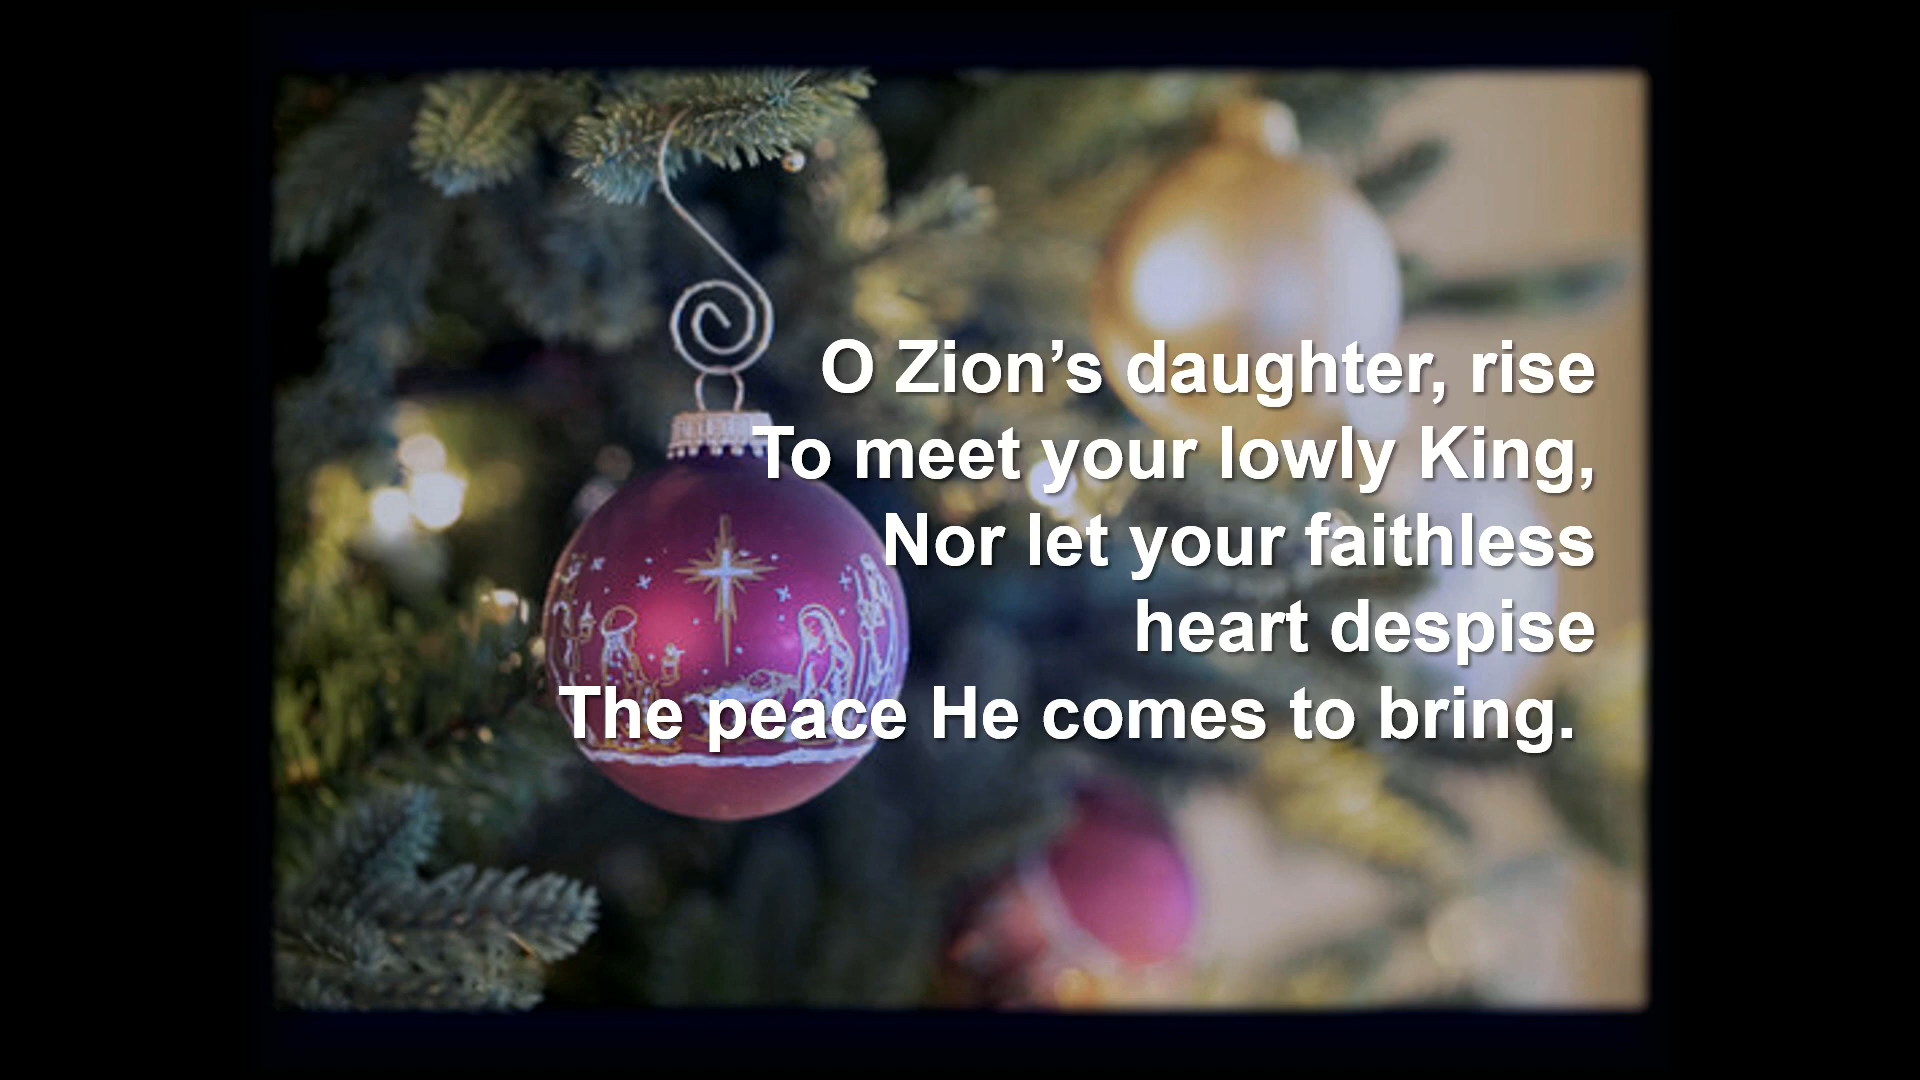 O Zion’s daughter, rise
To meet your lowly King,
Nor let your faithless
heart despise
The peace He comes to bring.